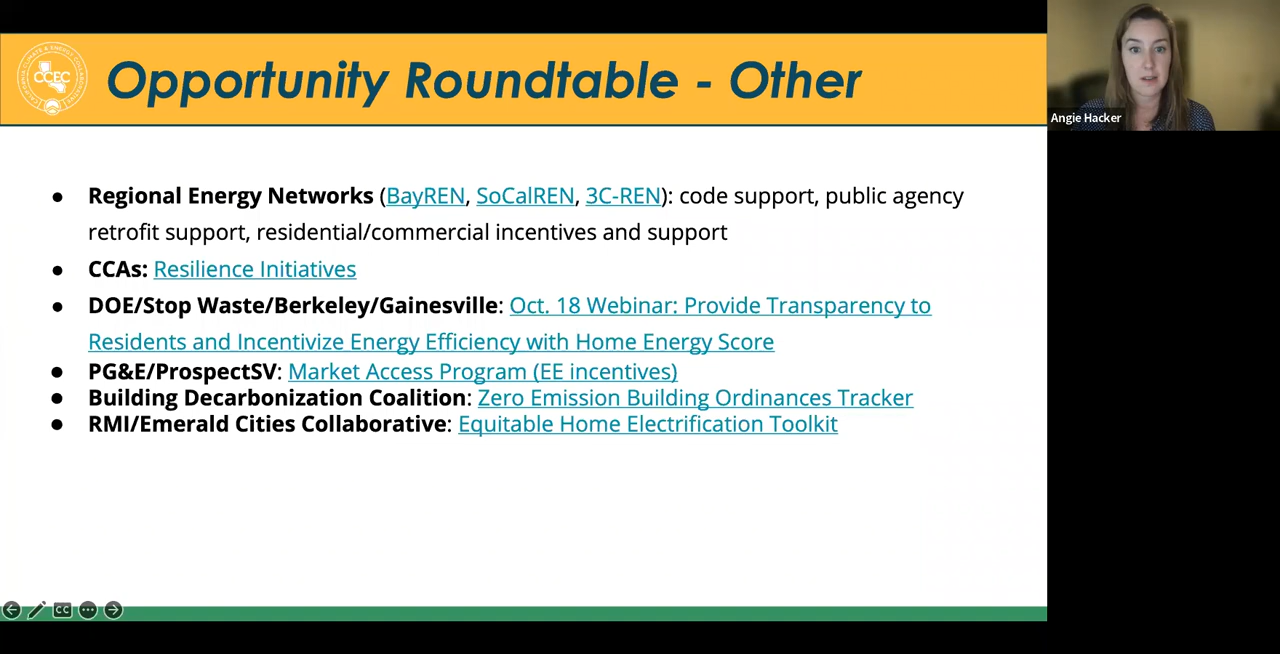 CCEC
Opportunity Roundtable - Other
Angie Hacker
● Regional Energy Networks (BayREN, SoCalREN, 3C-REN): code support, public agency
retrofit support, residential/commercial incentives and support
● CCAs: Resilience Initiatives
● DOE/Stop Waste/Berkeley/Gainesville: Oct. 18 Webinar: Provide Transparency to
Residents and Incentivize Energy Efficiency with Home Energy Score
● PG&E/ProspectSV: Market Access Program (EE incentives)
● Building Decarbonization Coalition: Zero Emission Building Ordinances Tracker
● RMI/Emerald Cities Collaborative: Equitable Home Electrification Toolkit
CC